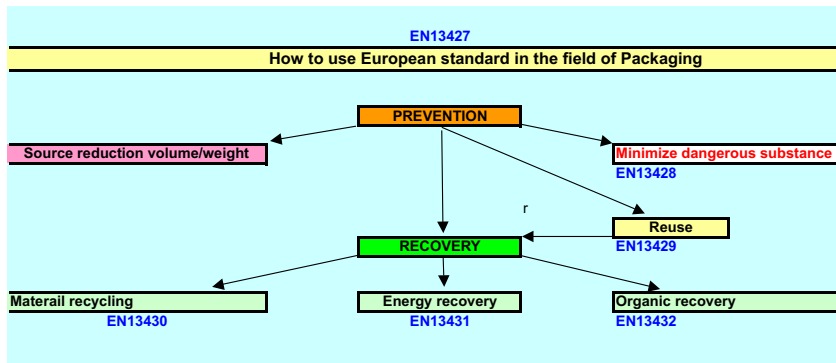 EN13427
How to use European standard in the field of Packaging
PREVENTION
Source reduction volume/weight
Minimize dangerous substance
EN13428
r
Reuse
EN13429
RECOVERY
Materail recycling
Energy recovery
Organic recovery
EN13430
EN13431
EN13432